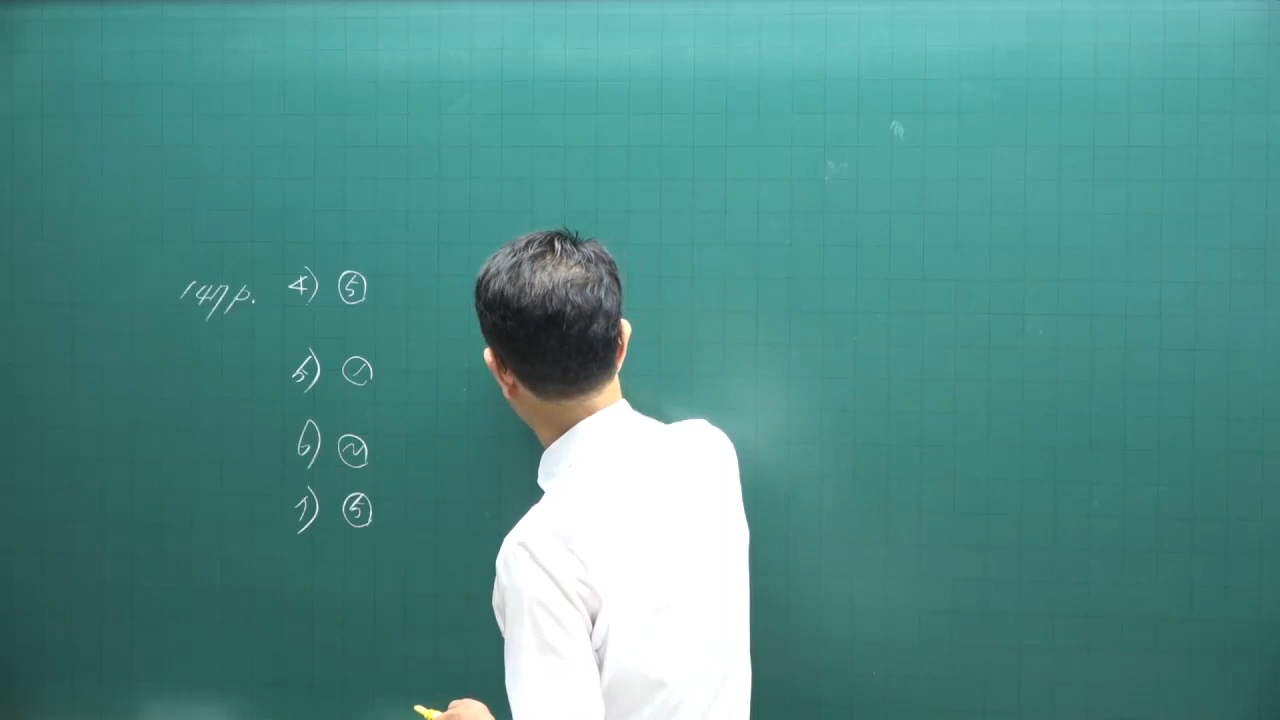 147p. 4) ⑤
5) ①
6) ②
7) ⑤